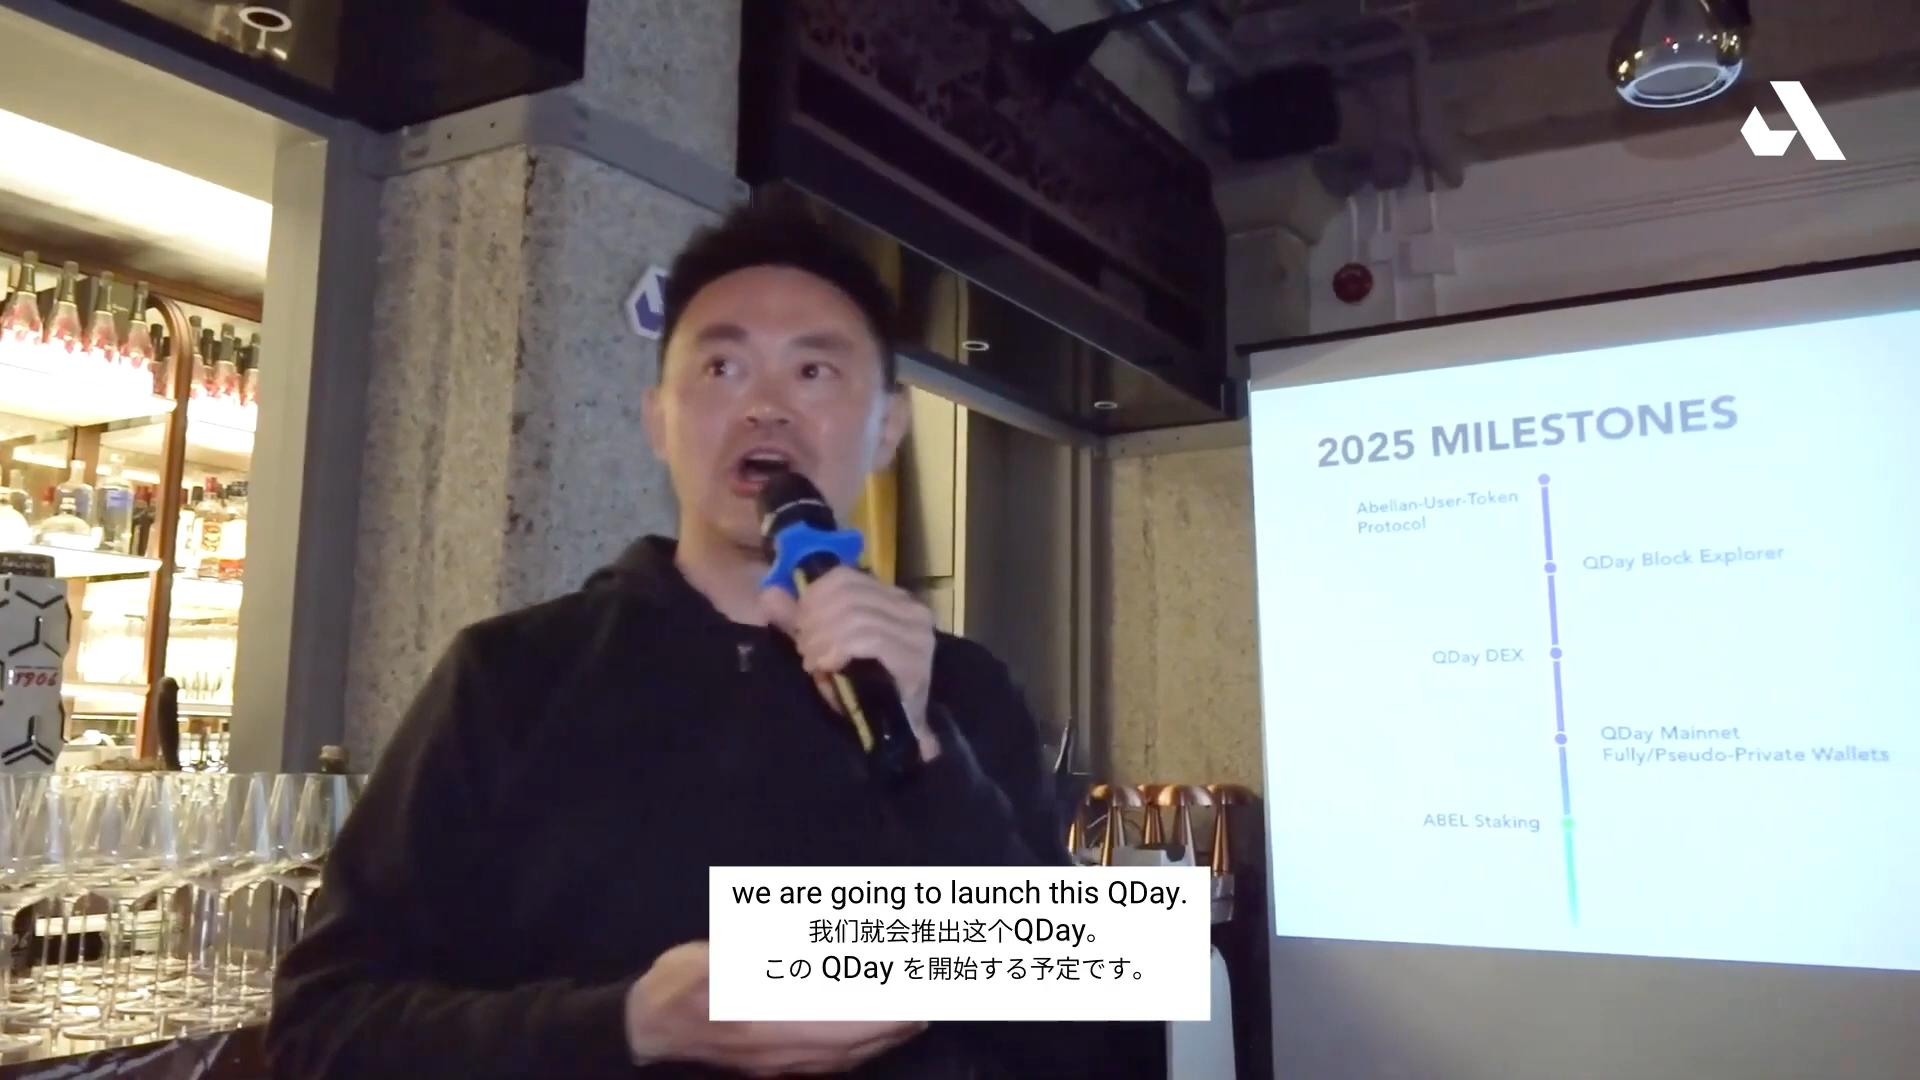 2025 MILESTONES
Abelian-User-Token
Protocol
QDay Block Explorer
QDay DEX
QDay Mainnet
Fully/Pseudo-Private Wallets
ABEL Staking
1906
we are going to launch this QDay.
我们就会推出这个QDay。
この QDay を開始する予定です。